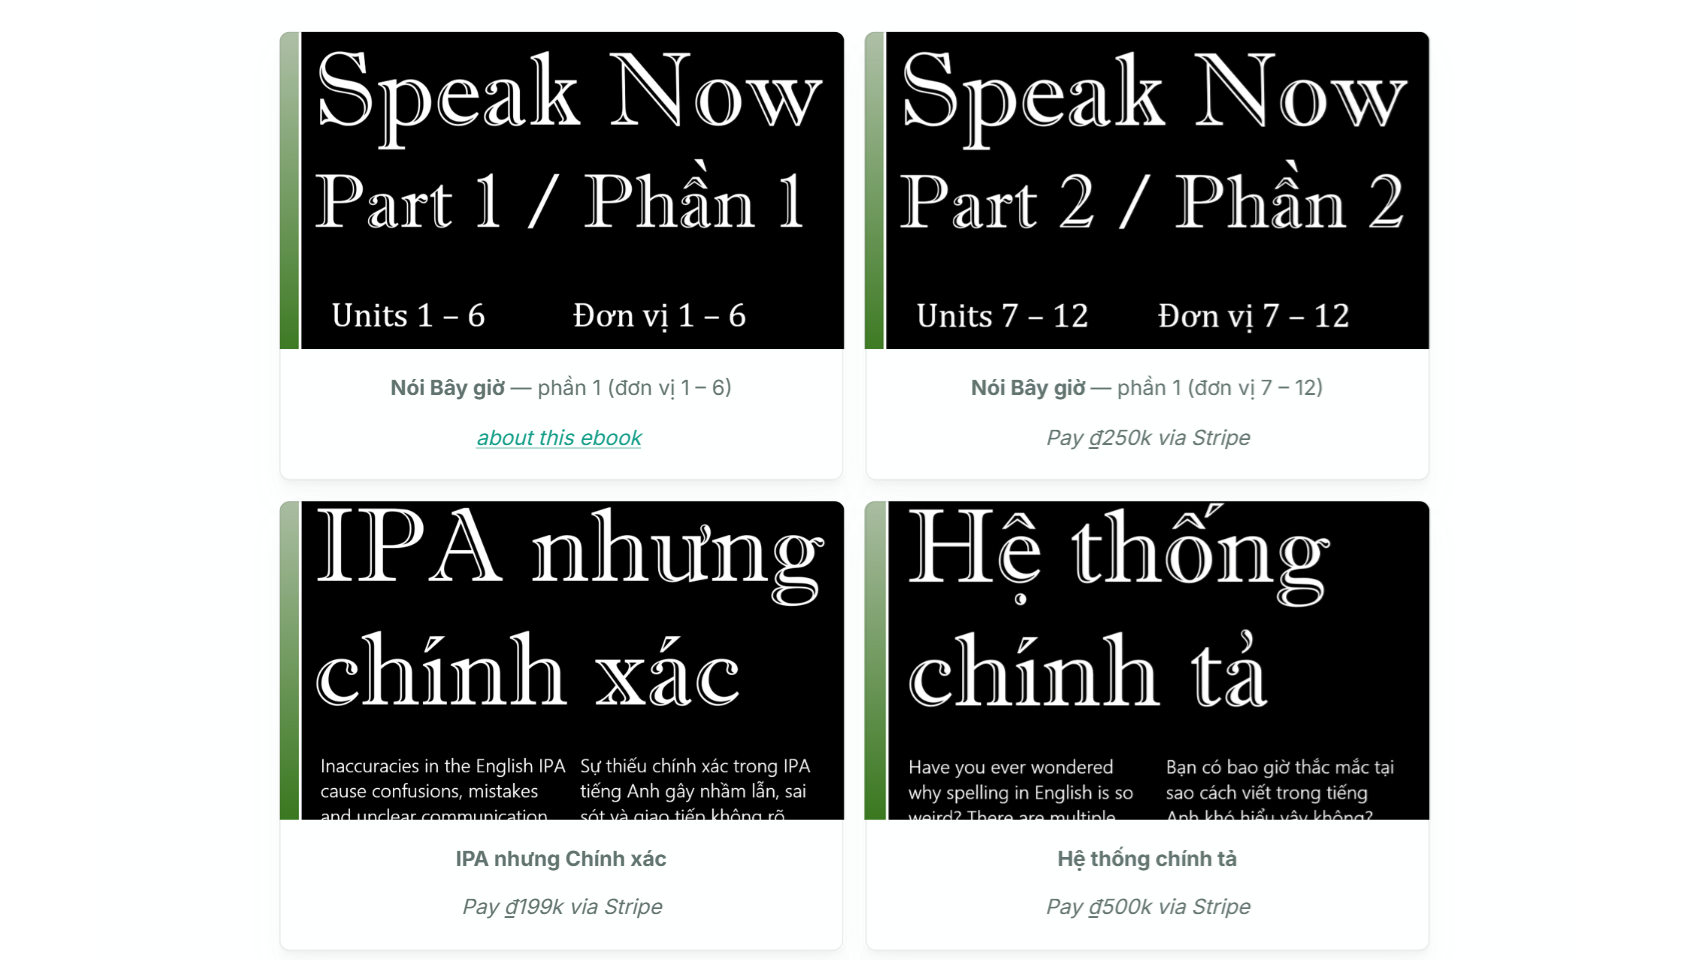 Speak Now
Part 1 / Phần 1
Units 1 – 6
Đơn vị 1 – 6
Nói Bây giờ — phần 1 (đơn vị 1 – 6)
about this ebook
Speak Now
Part 2 / Phần 2
Units 7 – 12
Đơn vị 7 – 12
Nói Bây giờ — phần 1 (đơn vị 7 – 12)
Pay ₫250k via Stripe
IPA nhưng
chính xác
Inaccuracies in the English IPA
cause confusions, mistakes
and unclear communication
Sự thiếu chính xác trong IPA
tiếng Anh gây nhầm lẫn, sai
sót và giao tiếp không rõ
IPA nhưng Chính xác
Pay ₫199k via Stripe
Hệ thống
chính tả
Have you ever wondered
why spelling in English is so
weird? There are multiple
Bạn có bao giờ thắc mắc tại
sao cách viết trong tiếng
Anh khó hiểu vậy không?
Hệ thống chính tả
Pay ₫500k via Stripe